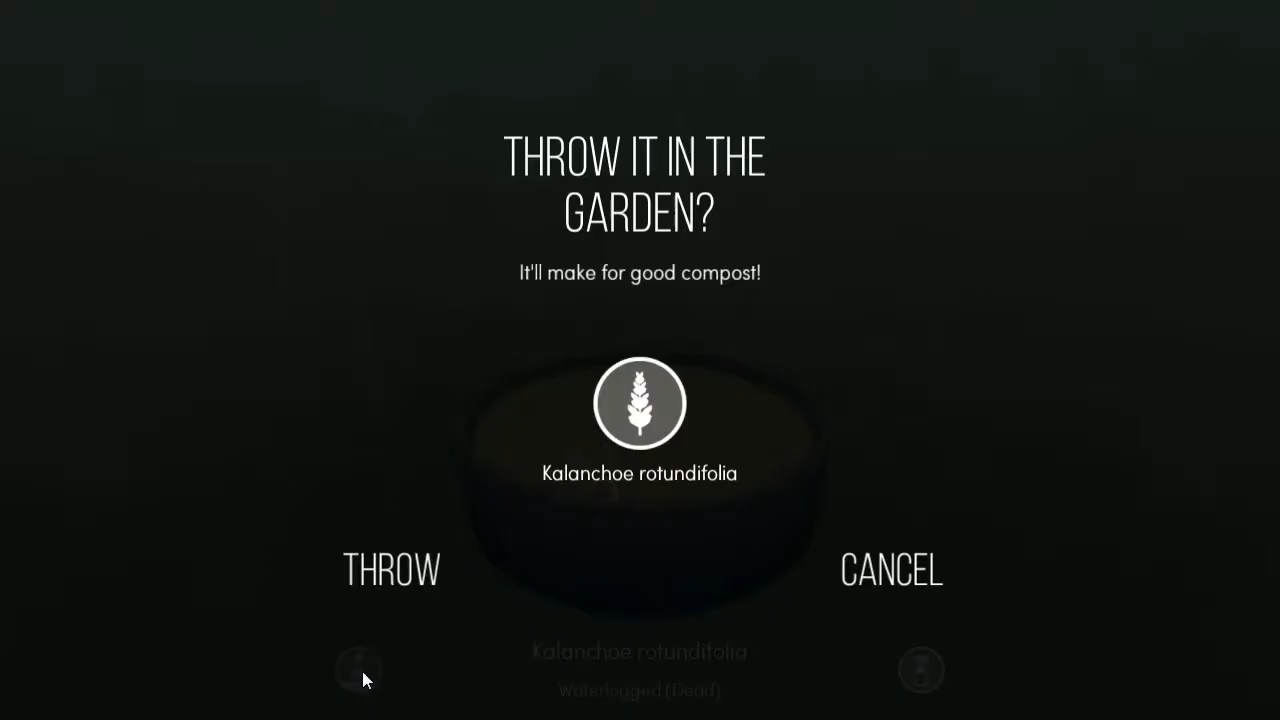 THROW IT IN THE
GARDEN?
It'll make for good compost!
Kalanchoe rotundifolia
THROW
CANCEL
Kalanchoe rotundifolia
Waterlogged (Dead)